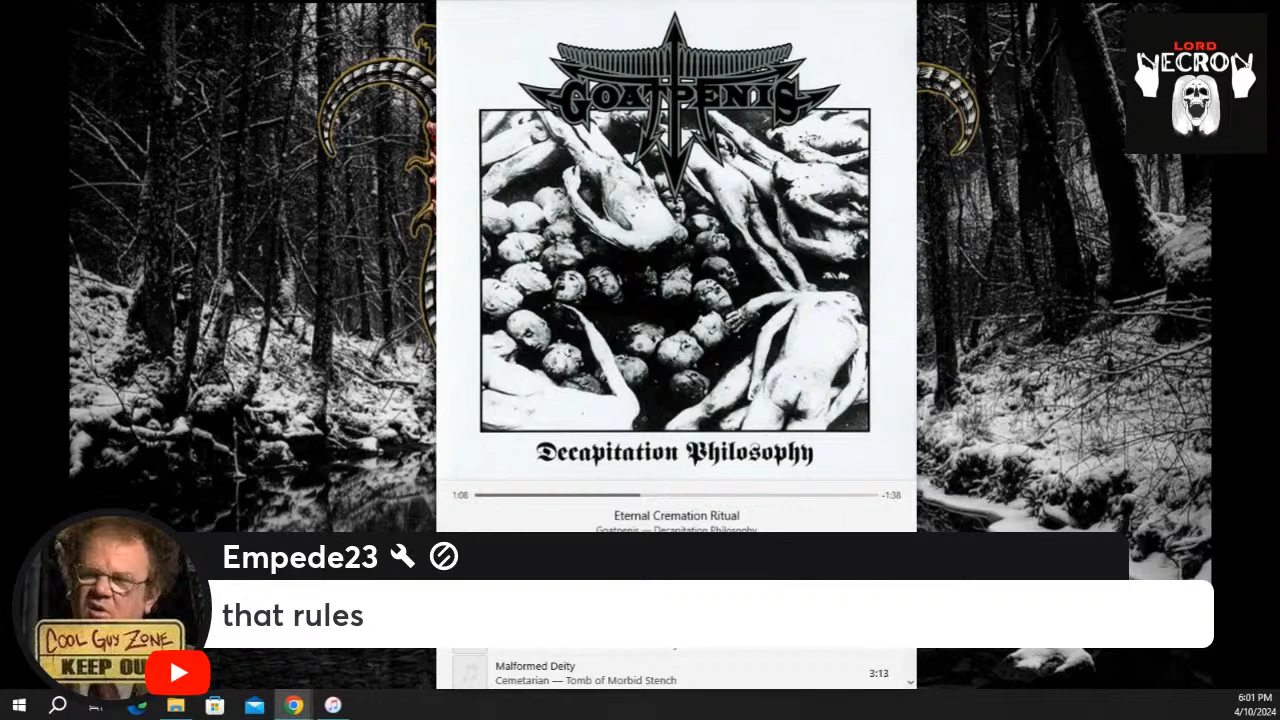 GOATPENIS
LORD
NECRON
Decapitation Philosophy
1:08
-1:38
Eternal Cremation Ritual
Goatpenis — Decapitation Philosophy
Empede23
that rules
COOL GUY ZONE
KEEP OU
Malformed Deity
Cemetarian — Tomb of Morbid Stench
3:13
6:01 PM
4/10/2024